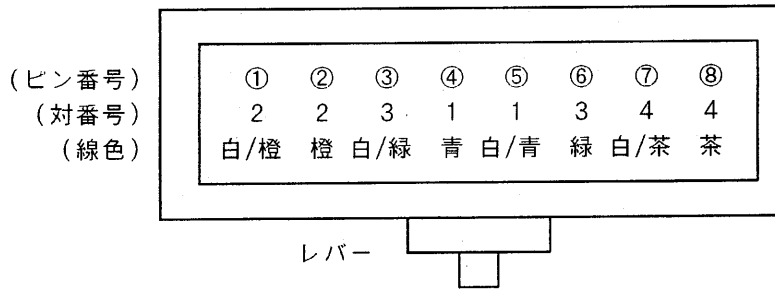 (ピン番号) ① ② ③ ④ ⑤ ⑥ ⑦ ⑧
(対番号) 2 2 3 1 1 3 4 4
(線色) 白/橙 橙 白/緑 青 白/青 緑 白/茶 茶
レバー